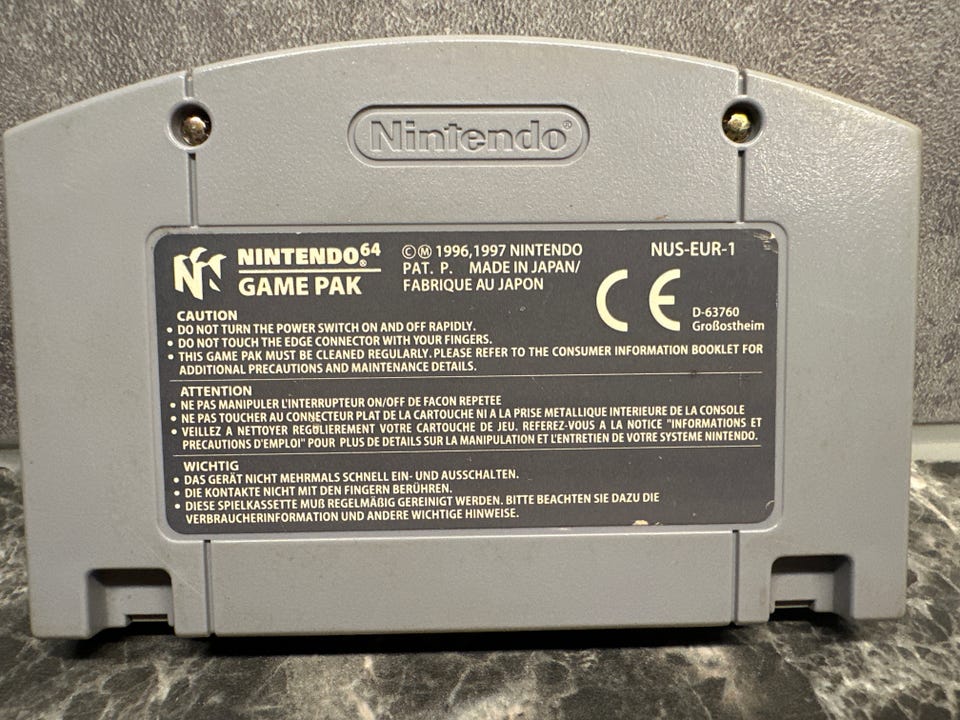 Nintendo®
NINTENDO®64
GAME PAK
©Ⓜ 1996,1997 NINTENDO
PAT. P. MADE IN JAPAN/
FABRIQUE AU JAPON
NUS-EUR-1
CE
D-63760
Großostheim
CAUTION
• DO NOT TURN THE POWER SWITCH ON AND OFF RAPIDLY.
• DO NOT TOUCH THE EDGE CONNECTOR WITH YOUR FINGERS.
• THIS GAME PAK MUST BE CLEANED REGULARLY. PLEASE REFER TO THE CONSUMER INFORMATION BOOKLET FOR
ADDITIONAL PRECAUTIONS AND MAINTENANCE DETAILS.
ATTENTION
• NE PAS MANIPULER L'INTERRUPTEUR ON/OFF DE FACON REPETEE
• NE PAS TOUCHER AU CONNECTEUR PLAT DE LA CARTOUCHE NI A LA PRISE METALLIQUE INTERIEURE DE LA CONSOLE
• VEILLEZ A NETTOYER REGULIEREMENT VOTRE CARTOUCHE DE JEU. REFEREZ-VOUS A LA NOTICE "INFORMATIONS ET
PRECAUTIONS D'EMPLOI" POUR PLUS DE DETAILS SUR LA MANIPULATION ET L'ENTRETIEN DE VOTRE SYSTEME NINTENDO.
WICHTIG
• DAS GERÄT NICHT MEHRMALS SCHNELL EIN- UND AUSSCHALTEN.
• DIE KONTAKTE NICHT MIT DEN FINGERN BERÜHREN.
• DIESE SPIELKASSETTE MUß REGELMÄßIG GEREINIGT WERDEN. BITTE BEACHTEN SIE DAZU DIE
VERBRAUCHERINFORMATION UND ANDERE WICHTIGE HINWEISE.